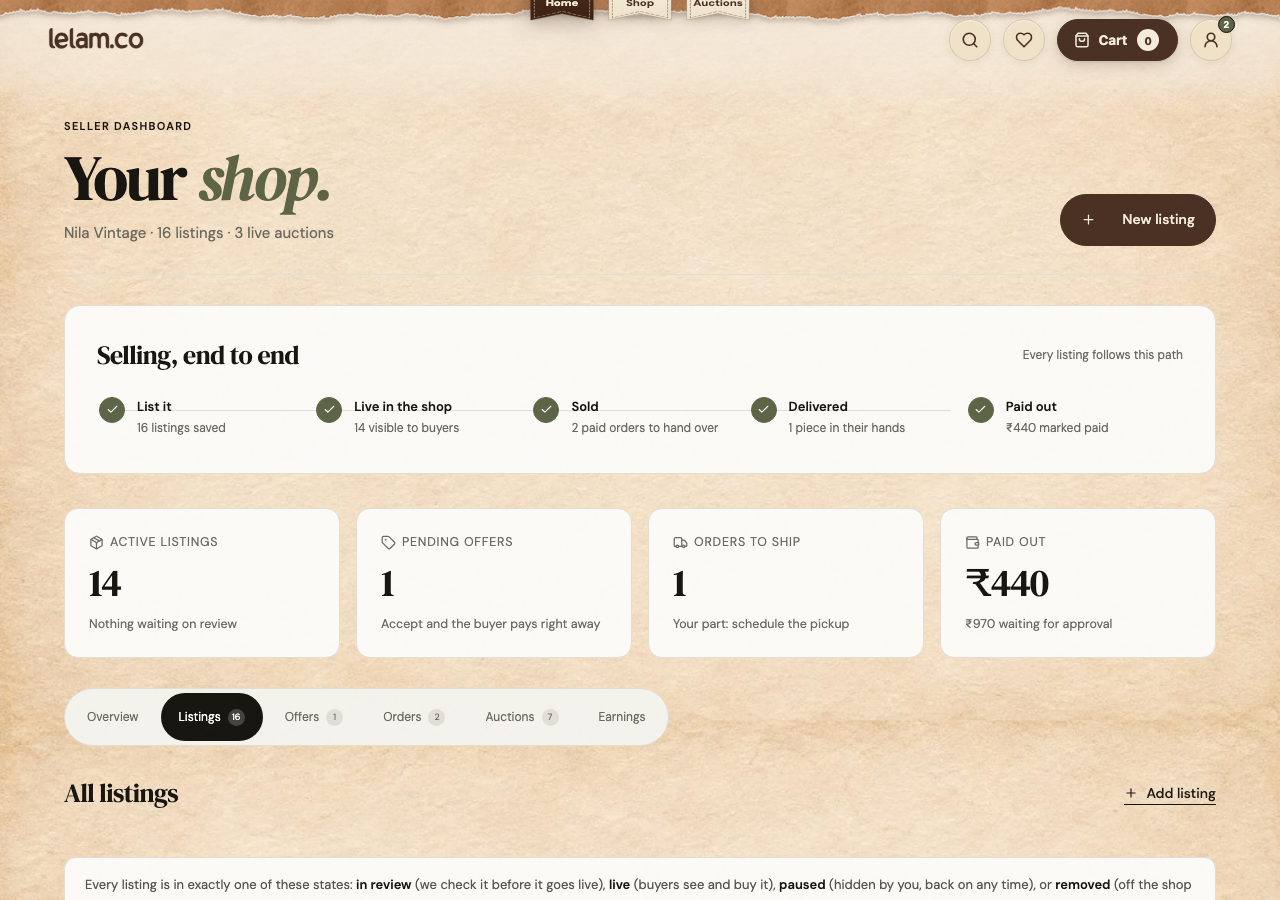 Home
Shop
Auctions
lelam.co
Cart 0
2
SELLER DASHBOARD
Your shop.
Nila Vintage · 16 listings · 3 live auctions
+ New listing
Selling, end to end
Every listing follows this path
List it
16 listings saved
Live in the shop
14 visible to buyers
Sold
2 paid orders to hand over
Delivered
1 piece in their hands
Paid out
₹440 marked paid
ACTIVE LISTINGS
14
Nothing waiting on review
PENDING OFFERS
1
Accept and the buyer pays right away
ORDERS TO SHIP
1
Your part: schedule the pickup
PAID OUT
₹440
₹970 waiting for approval
Overview
Listings 16
Offers 1
Orders 2
Auctions 7
Earnings
All listings
+ Add listing
Every listing is in exactly one of these states: in review (we check it before it goes live), live (buyers see and buy it), paused (hidden by you, back on any time), or removed (off the shop